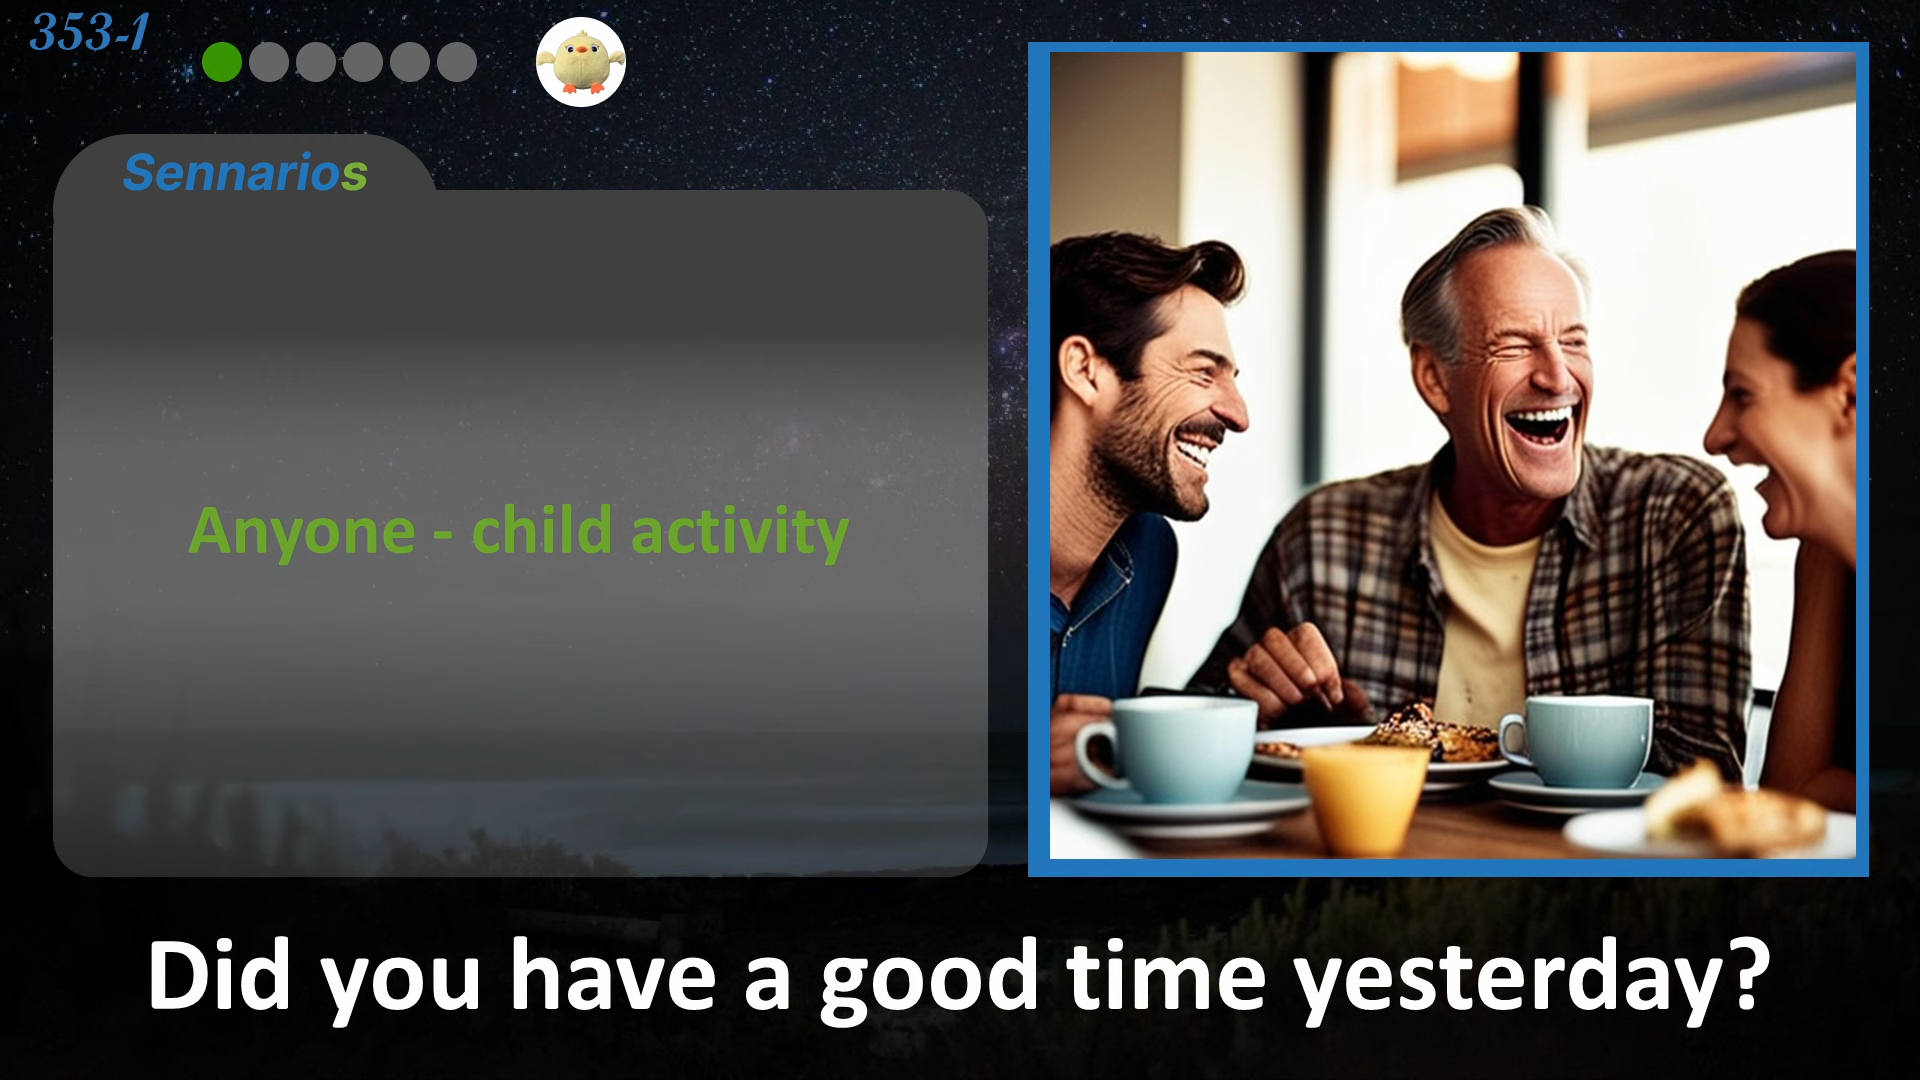 353-1
Sennarios
Anyone - child activity
Did you have a good time yesterday?